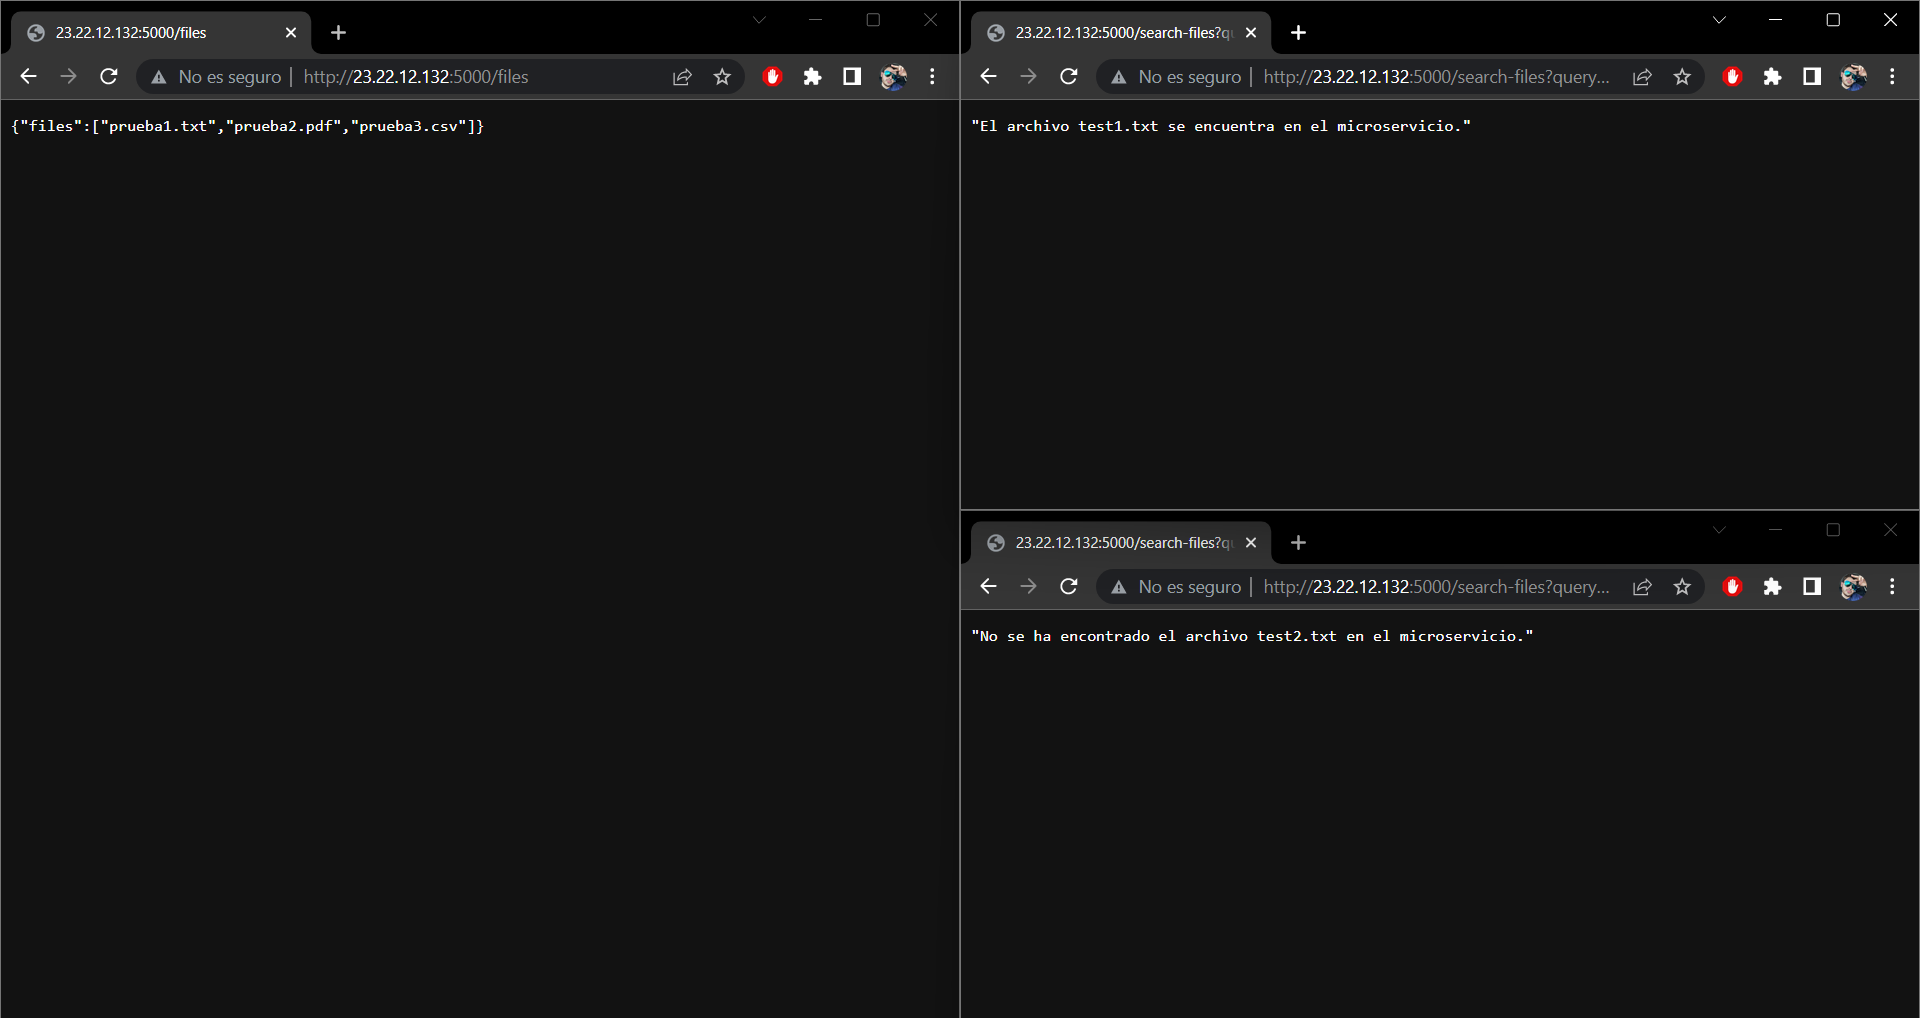 23.22.12.132:5000/files
No es seguro | http://23.22.12.132:5000/files
{"files":["prueba1.txt","prueba2.pdf","prueba3.csv"]}
23.22.12.132:5000/search-files?qu
No es seguro | http://23.22.12.132:5000/search-files?query...
"El archivo test1.txt se encuentra en el microservicio."
23.22.12.132:5000/search-files?qu
No es seguro | http://23.22.12.132:5000/search-files?query...
"No se ha encontrado el archivo test2.txt en el microservicio."